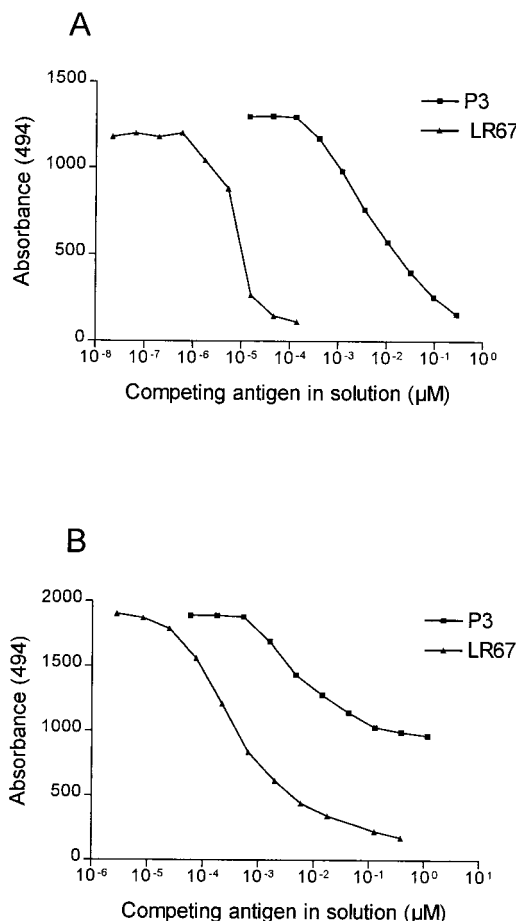 A
1500
1000
500
0
Absorbance (494)
P3
LR67
10⁻⁸ 10⁻⁷ 10⁻⁶ 10⁻⁵ 10⁻⁴ 10⁻³ 10⁻² 10⁻¹ 10⁰
Competing antigen in solution (µM)
B
2000
1500
1000
500
0
Absorbance (494)
P3
LR67
10⁻⁶ 10⁻⁵ 10⁻⁴ 10⁻³ 10⁻² 10⁻¹ 10⁰ 10¹
Competing antigen in solution (µM)